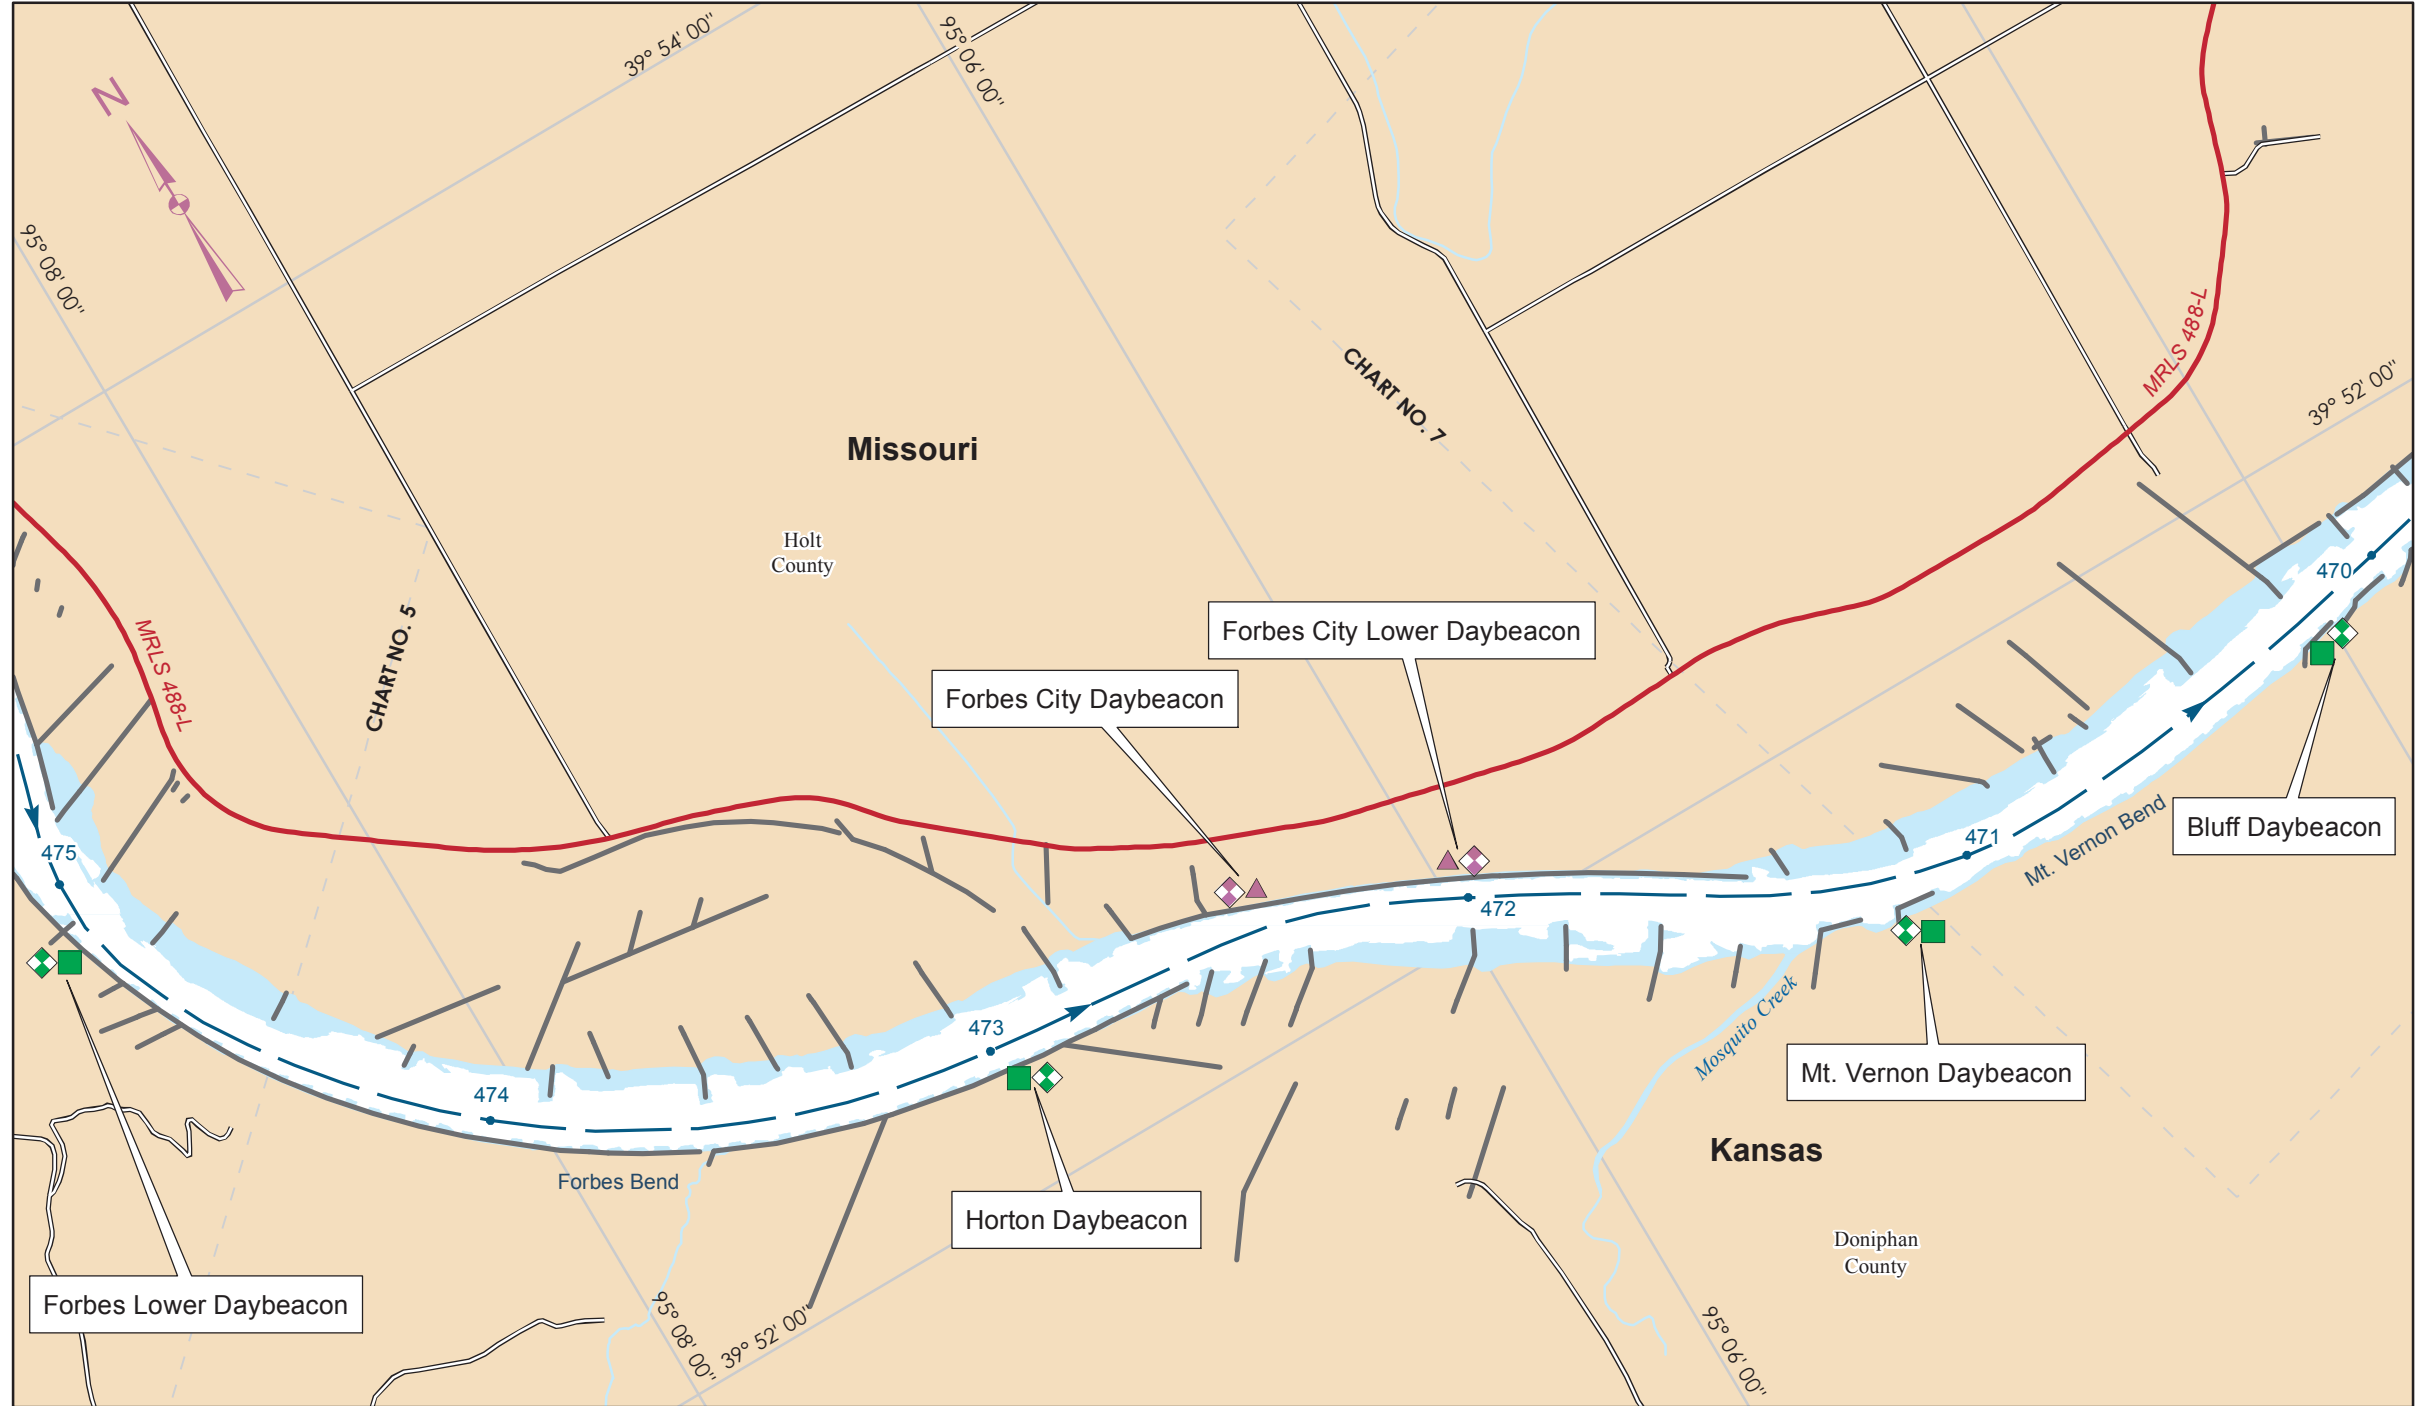 39° 54' 00"
95° 06' 00"
N
95° 08' 00"
MRLS 488-L
CHART NO. 7
39° 52' 00"
Missouri
Holt
County
470
CHART NO. 5
MRLS 488-L
Forbes City Lower Daybeacon
Forbes City Daybeacon
Bluff Daybeacon
471
Mt. Vernon Bend
475
472
473
Mosquito Creek
Mt. Vernon Daybeacon
474
Kansas
Forbes Bend
Horton Daybeacon
Doniphan
County
Forbes Lower Daybeacon
95° 08' 00"
39° 52' 00"
95° 06' 00"